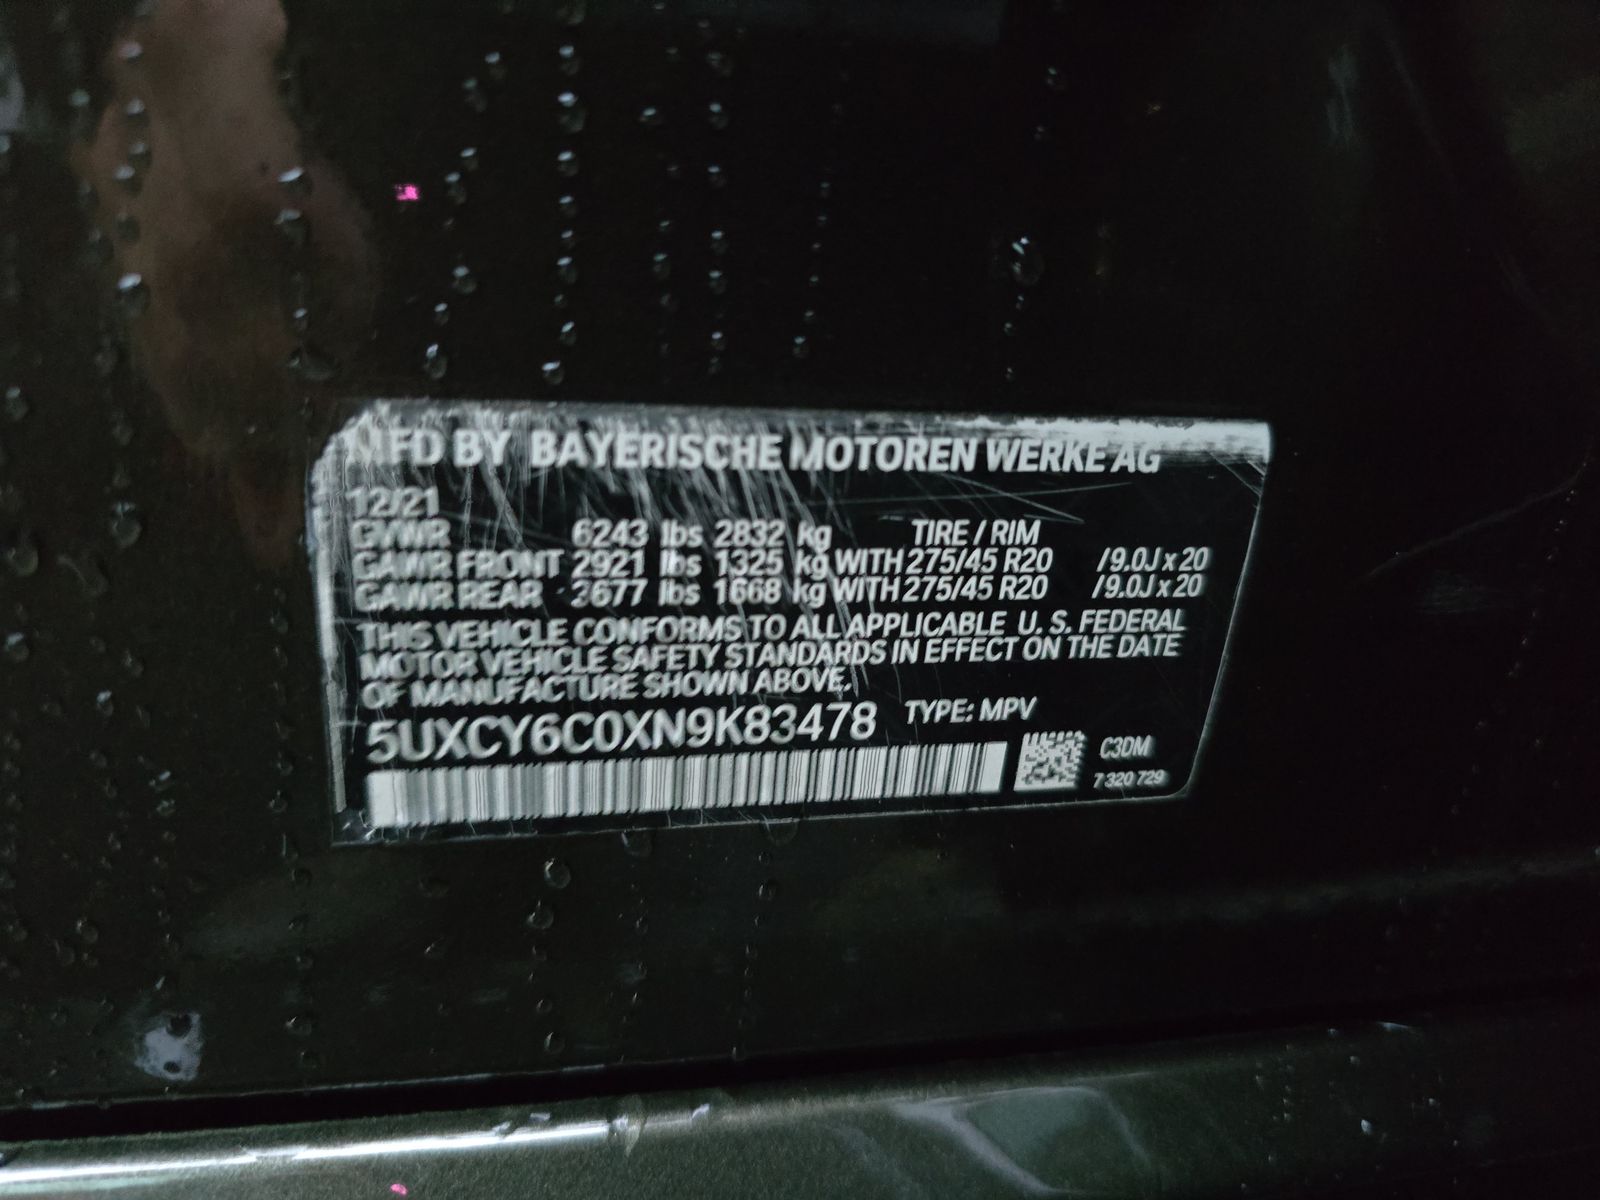 MFD BY BAYERISCHE MOTOREN WERKE AG
12/21
GVWR 6243 lbs 2832 kg TIRE / RIM
GAWR FRONT 2921 lbs 1325 kg WITH 275/45 R20 /9.0J x 20
GAWR REAR 3677 lbs 1668 kg WITH 275/45 R20 /9.0J x 20
THIS VEHICLE CONFORMS TO ALL APPLICABLE U. S. FEDERAL
MOTOR VEHICLE SAFETY STANDARDS IN EFFECT ON THE DATE
OF MANUFACTURE SHOWN ABOVE.
5UXCY6C0XN9K83478 TYPE: MPV
C3DM
7 320 729